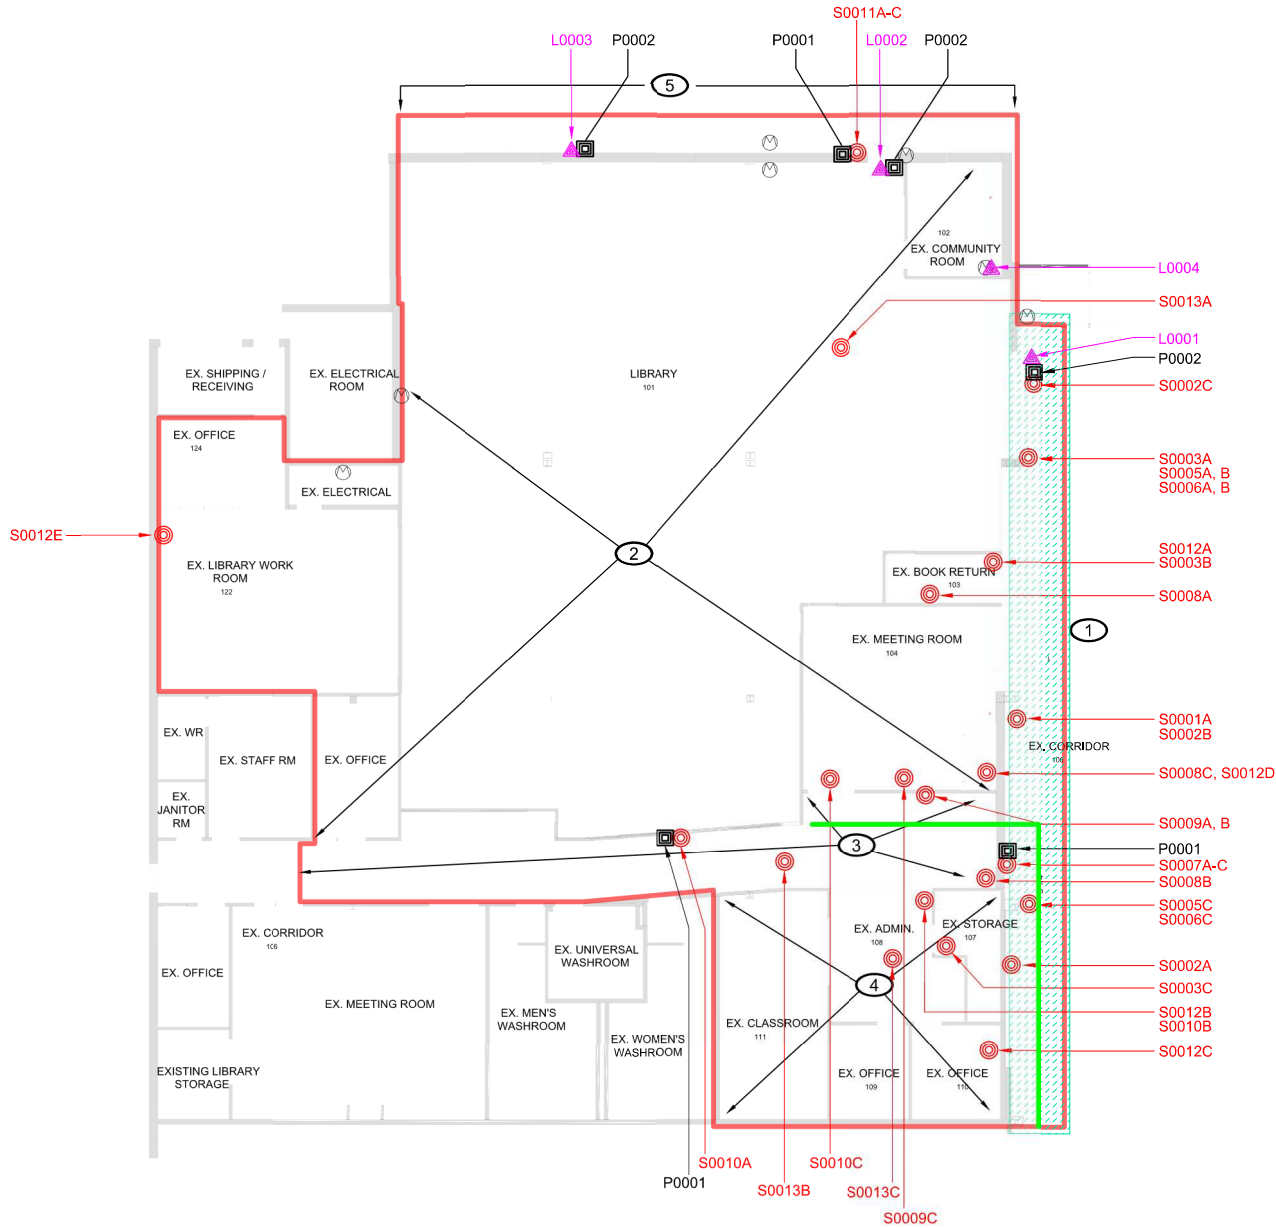 S0011A-C
L0003
P0002
P0001
L0002
P0002
5
102
EX. COMMUNITY
ROOM
L0004
S0013A
L0001
P0002
S0002C
EX. SHIPPING /
RECEIVING
EX. ELECTRICAL
ROOM
LIBRARY
101
EX. OFFICE
124
S0003A
S0005A, B
S0006A, B
EX. ELECTRICAL
S0012E
2
S0012A
S0003B
EX. LIBRARY WORK
ROOM
122
EX. BOOK RETURN
103
S0008A
1
EX. MEETING ROOM
104
S0001A
S0002B
EX. WR
EX. STAFF RM
EX. OFFICE
EX. CORRIDOR
106
S0008C, S0012D
EX.
JANITOR
RM
S0009A, B
3
P0001
S0007A-C
S0008B
S0005C
S0006C
EX. CORRIDOR
106
EX. ADMIN.
108
EX. STORAGE
107
EX. UNIVERSAL
WASHROOM
EX. OFFICE
S0002A
4
S0003C
EX. MEETING ROOM
EX. MEN'S
WASHROOM
EX. CLASSROOM
111
S0012B
S0010B
EX. WOMEN'S
WASHROOM
S0012C
EXISTING LIBRARY
STORAGE
EX. OFFICE
109
EX. OFFICE
110
S0010A
P0001
S0013B
S0010C
S0013C
S0009C